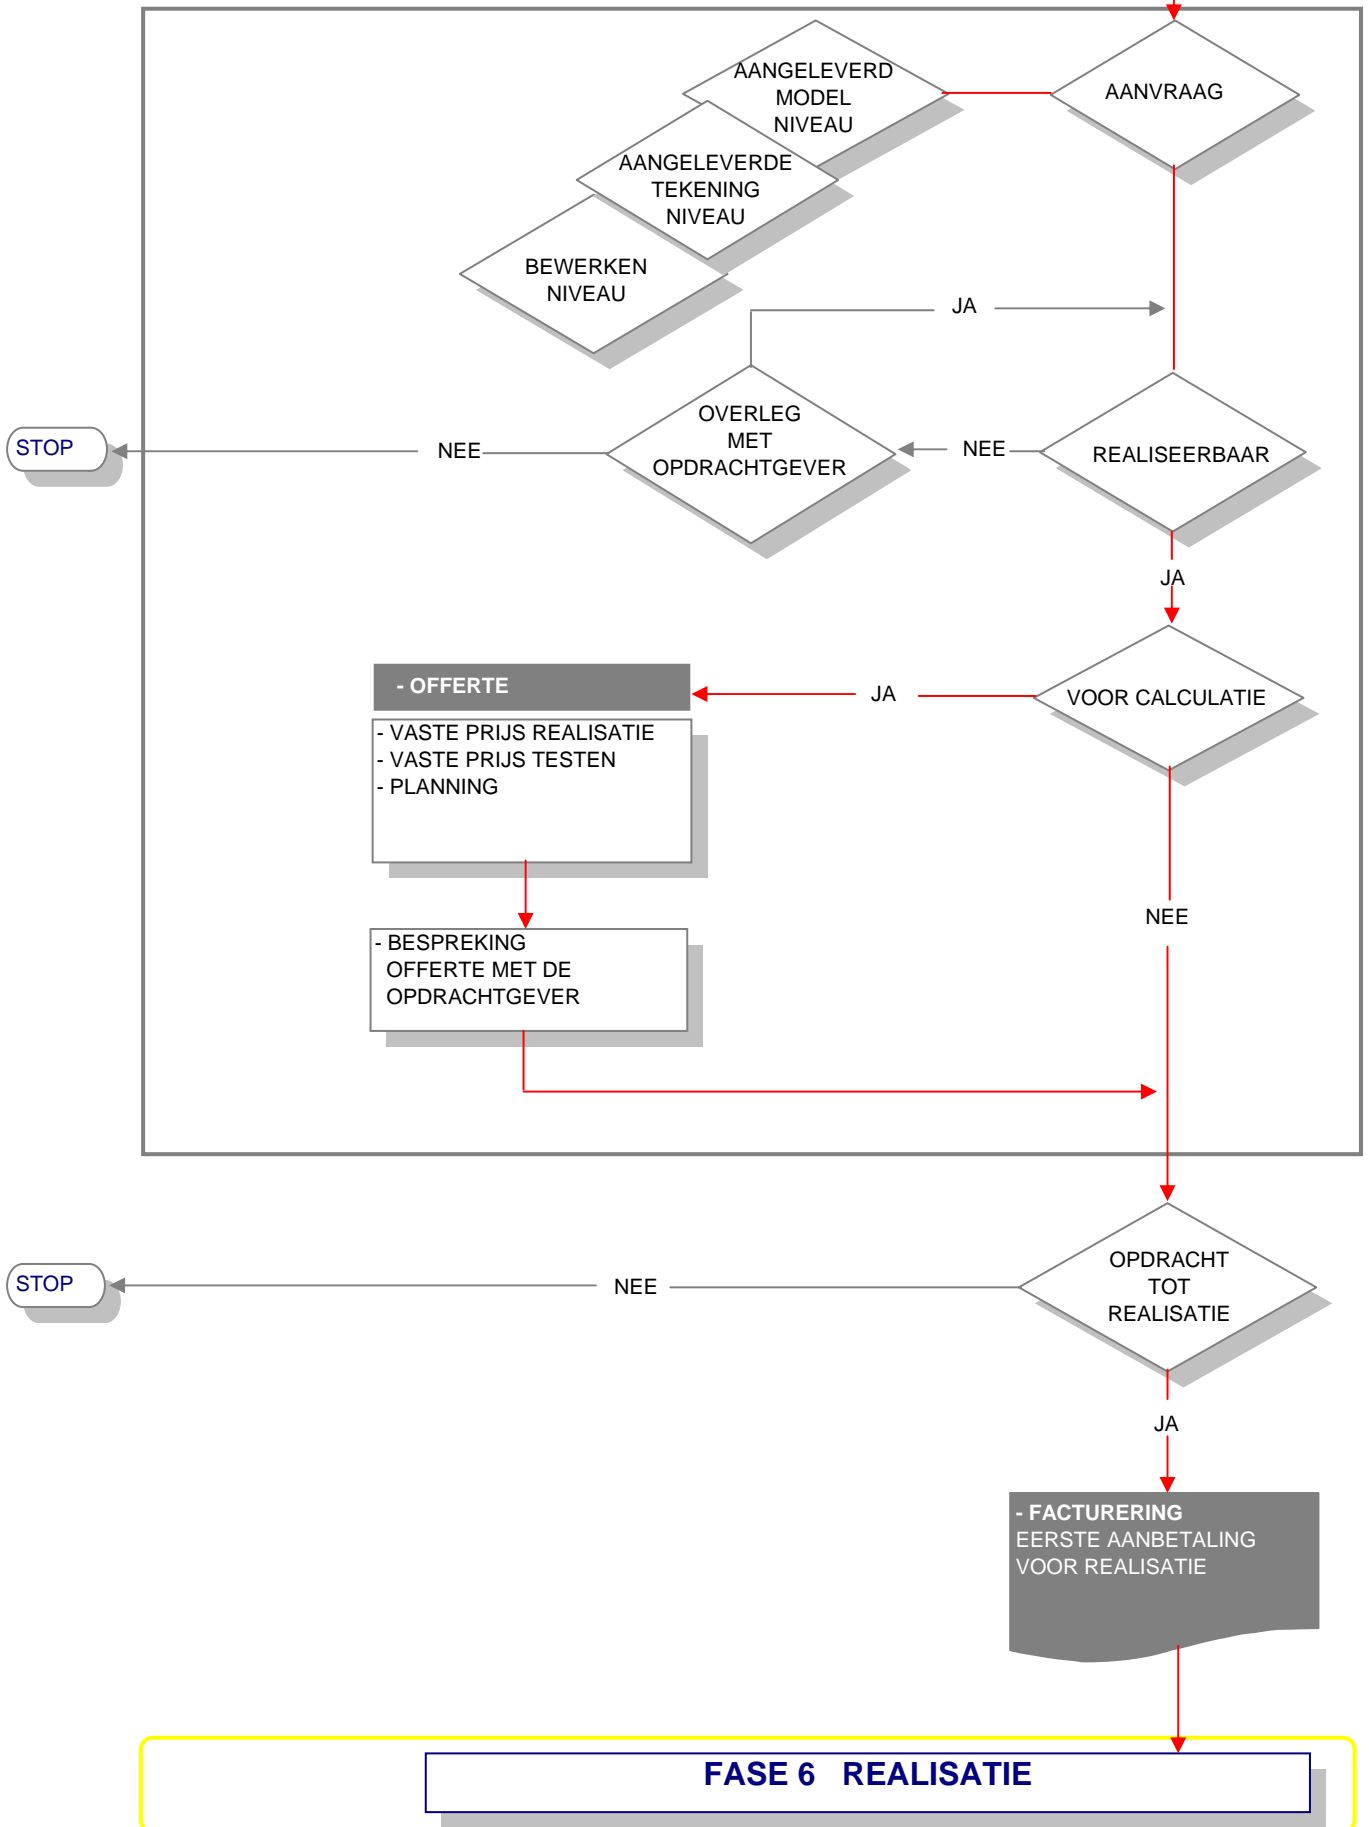 AANGELEVERD
MODEL
NIVEAU
AANVRAAG
AANGELEVERDE
TEKENING
NIVEAU
BEWERKEN
NIVEAU
JA
OVERLEG
MET
OPDRACHTGEVER
STOP
NEE
NEE
REALISEERBAAR
JA
- OFFERTE
JA
VOOR CALCULATIE
- VASTE PRIJS REALISATIE
- VASTE PRIJS TESTEN
- PLANNING
NEE
- BESPREKING
OFFERTE MET DE
OPDRACHTGEVER
OPDRACHT
TOT
REALISATIE
STOP
NEE
JA
- FACTURERING
EERSTE AANBETALING
VOOR REALISATIE
FASE 6 REALISATIE